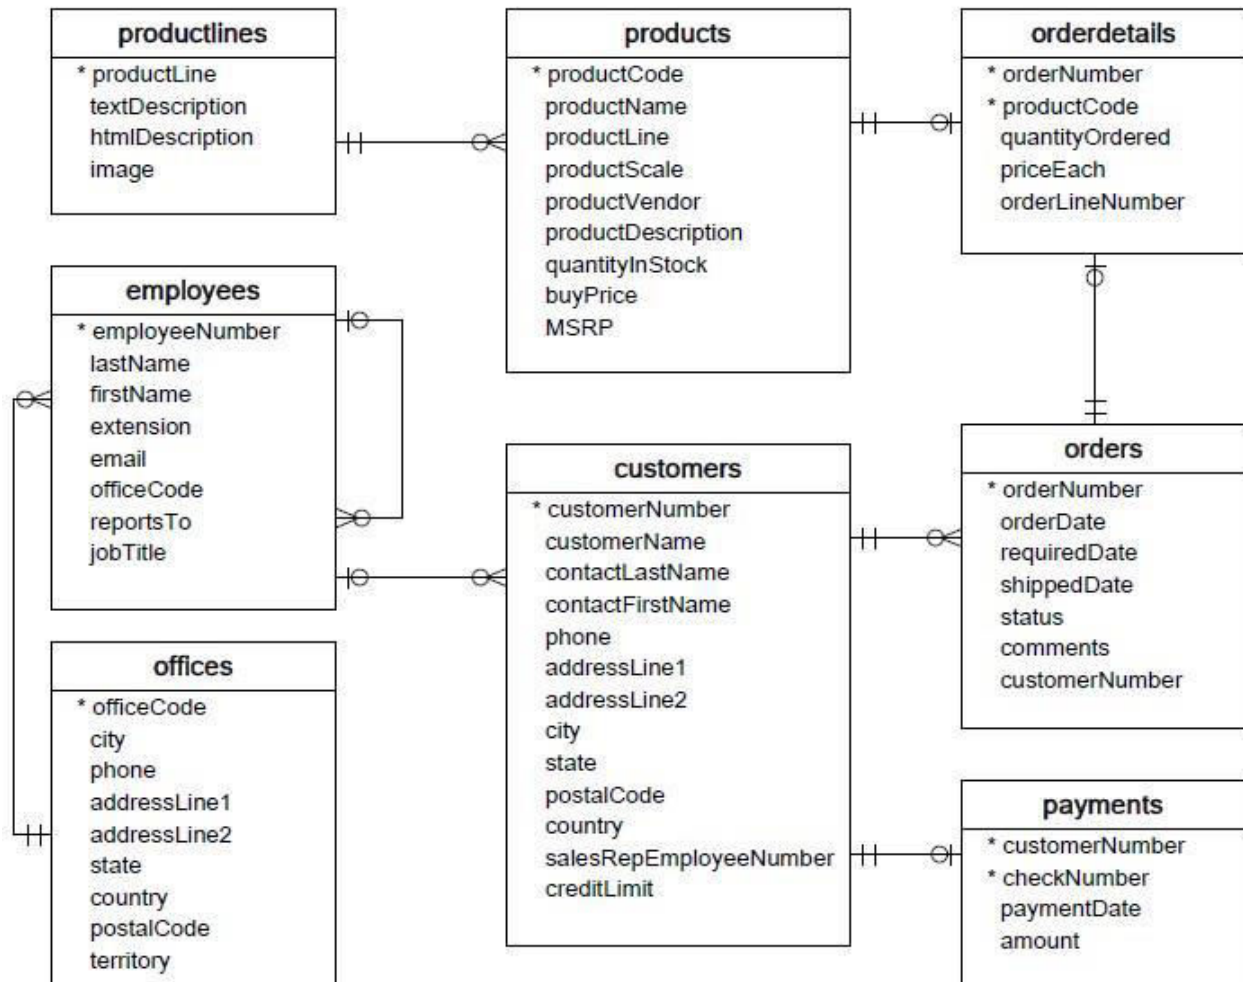 productlines
* productLine
textDescription
htmlDescription
image
products
* productCode
productName
productLine
productScale
productVendor
productDescription
quantityInStock
buyPrice
MSRP
orderdetails
* orderNumber
* productCode
quantityOrdered
priceEach
orderLineNumber
employees
* employeeNumber
lastName
firstName
extension
email
officeCode
reportsTo
jobTitle
customers
* customerNumber
customerName
contactLastName
contactFirstName
phone
addressLine1
addressLine2
city
state
postalCode
country
salesRepEmployeeNumber
creditLimit
orders
* orderNumber
orderDate
requiredDate
shippedDate
status
comments
customerNumber
offices
* officeCode
city
phone
addressLine1
addressLine2
state
country
postalCode
territory
payments
* customerNumber
* checkNumber
paymentDate
amount